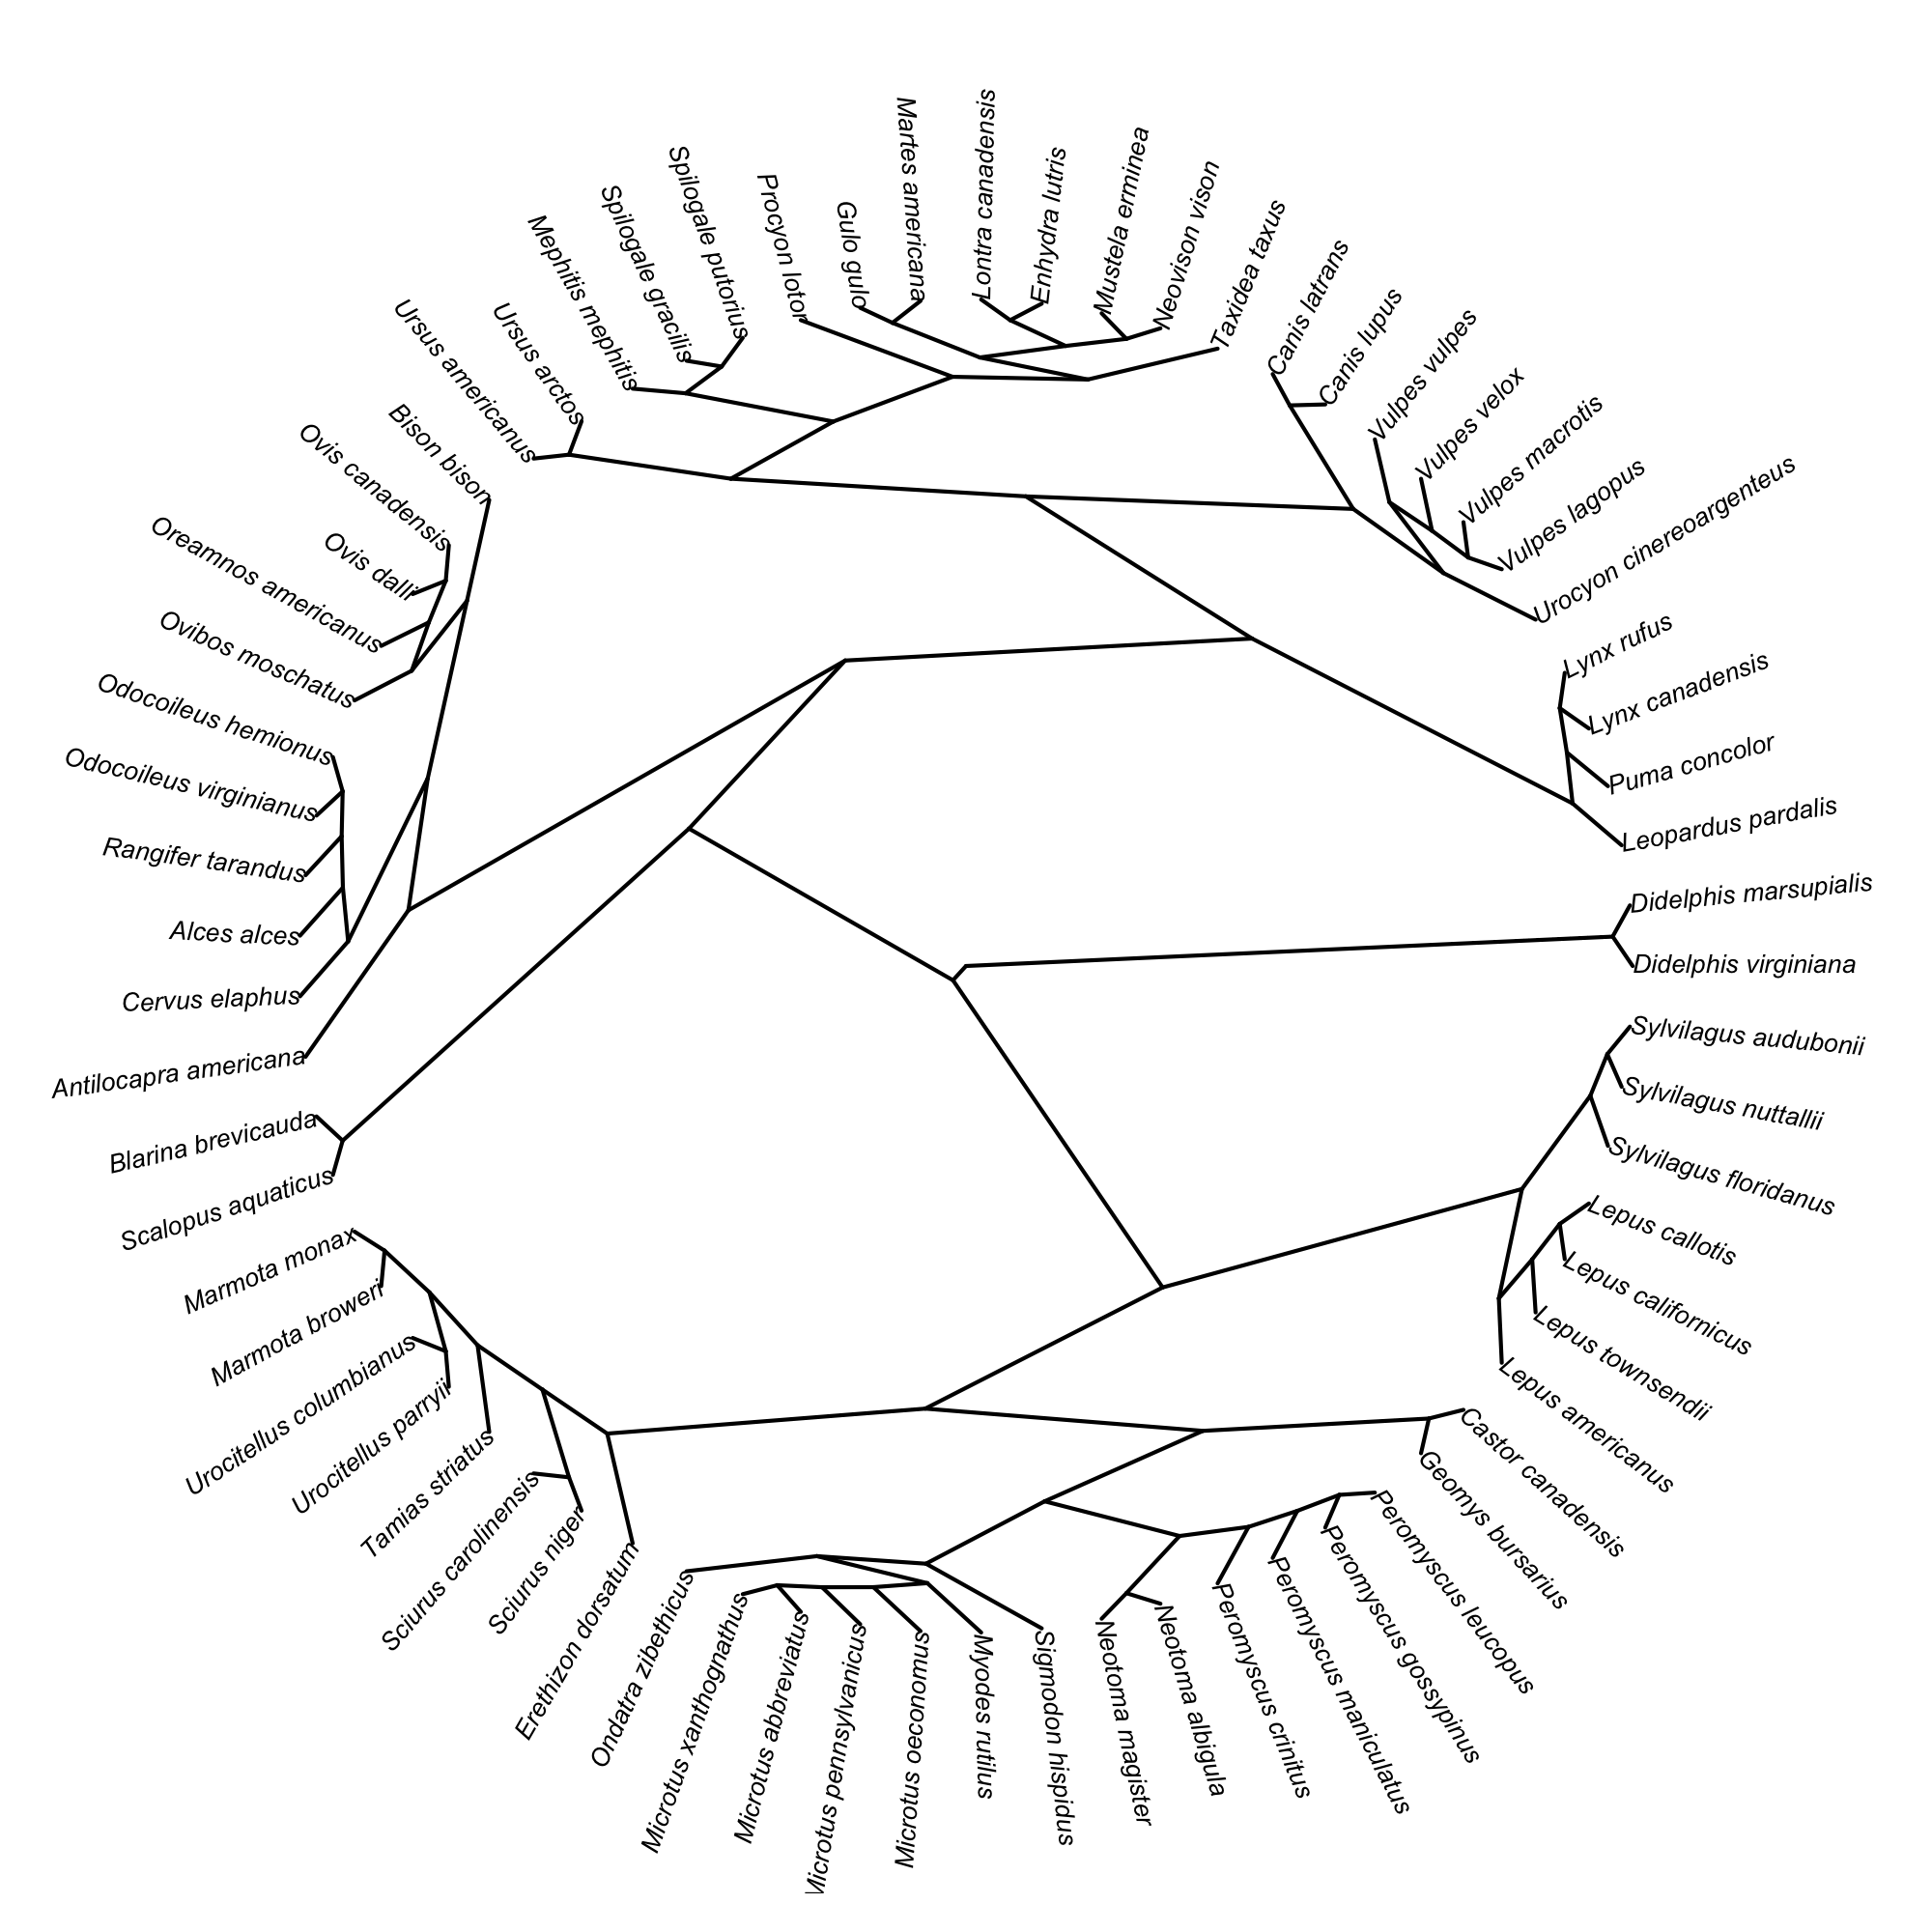 Martes americana
Lontra canadensis
Enhydra lutris
Mustela erminea
Neovison vison
Taxidea taxus
Canis latrans
Canis lupus
Vulpes vulpes
Vulpes velox
Vulpes macrotis
Vulpes lagopus
Urocyon cinereoargenteus
Lynx rufus
Lynx canadensis
Puma concolor
Leopardus pardalis
Didelphis marsupialis
Didelphis virginiana
Sylvilagus audubonii
Sylvilagus nuttallii
Sylvilagus floridanus
Lepus callotis
Lepus californicus
Lepus townsendii
Lepus americanus
Castor canadensis
Geomys bursarius
Peromyscus leucopus
Peromyscus gossypinus
Peromyscus maniculatus
Peromyscus crinitus
Neotoma albigula
Neotoma magister
Sigmodon hispidus
Myodes rutilus
Microtus oeconomus
Microtus pennsylvanicus
Microtus abbreviatus
Microtus xanthognathus
Ondatra zibethicus
Erethizon dorsatum
Sciurus niger
Sciurus carolinensis
Tamias striatus
Urocitellus parryii
Urocitellus columbianus
Marmota broweri
Marmota monax
Scalopus aquaticus
Blarina brevicauda
Antilocapra americana
Cervus elaphus
Alces alces
Rangifer tarandus
Odocoileus virginianus
Odocoileus hemionus
Ovibos moschatus
Oreamnos americanus
Ovis dalli
Ovis canadensis
Bison bison
Ursus americanus
Ursus arctos
Mephitis mephitis
Spilogale gracilis
Spilogale putorius
Procyon lotor
Gulo gulo